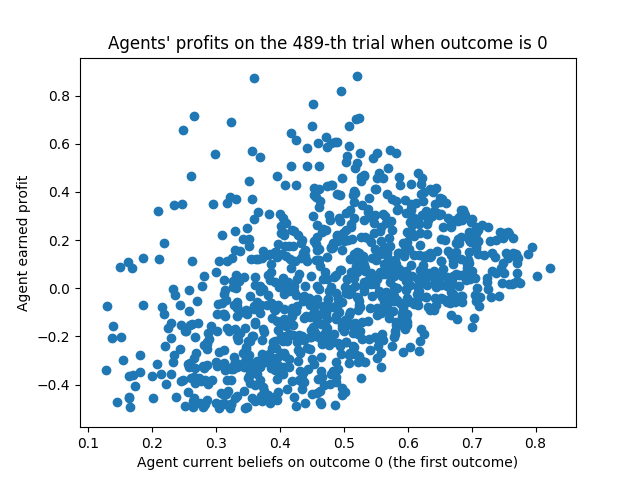 Agents' profits on the 489-th trial when outcome is 0
Agent earned profit
0.8
0.6
0.4
0.2
0.0
−0.2
−0.4
0.1 0.2 0.3 0.4 0.5 0.6 0.7 0.8
Agent current beliefs on outcome 0 (the first outcome)